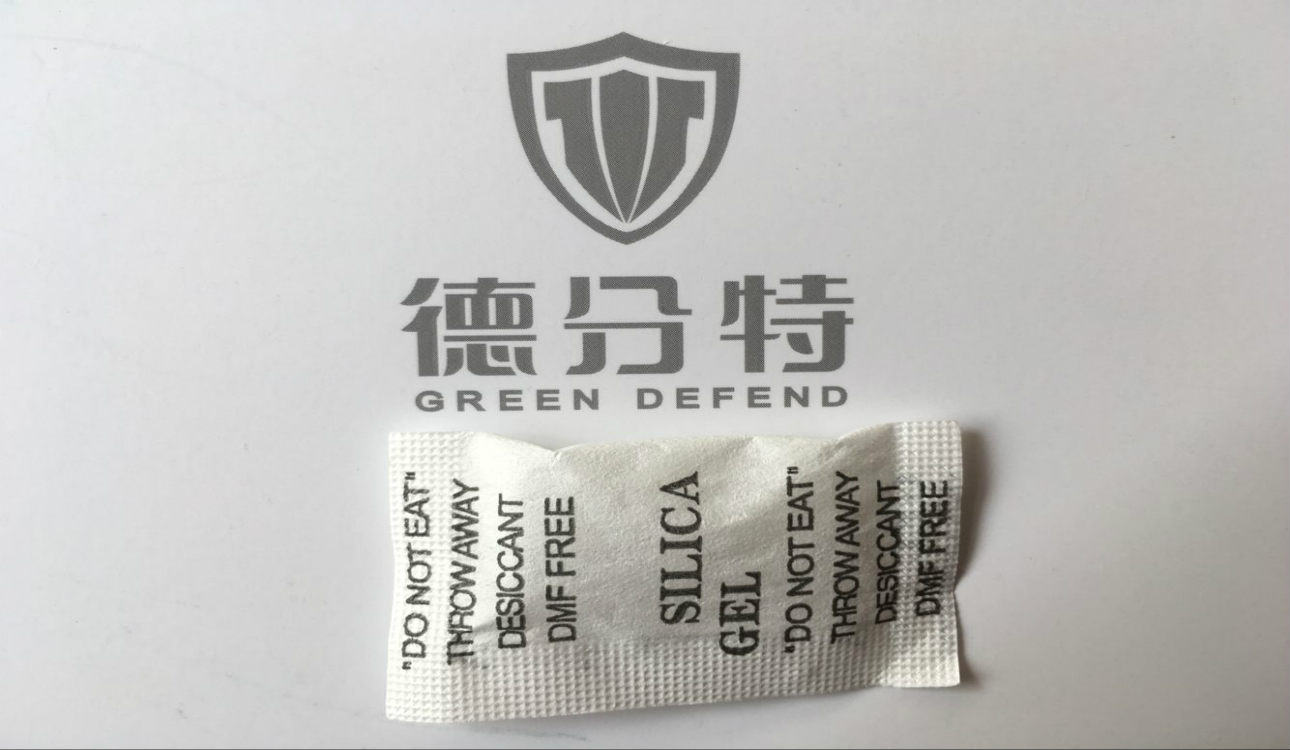 德分特
GREEN DEFEND
"DO NOT EAT"
THROW AWAY
DESICCANT
DMF FREE
SILICA
GEL
"DO NOT EAT"
THROW AWAY
DESICCANT
DMF FREE